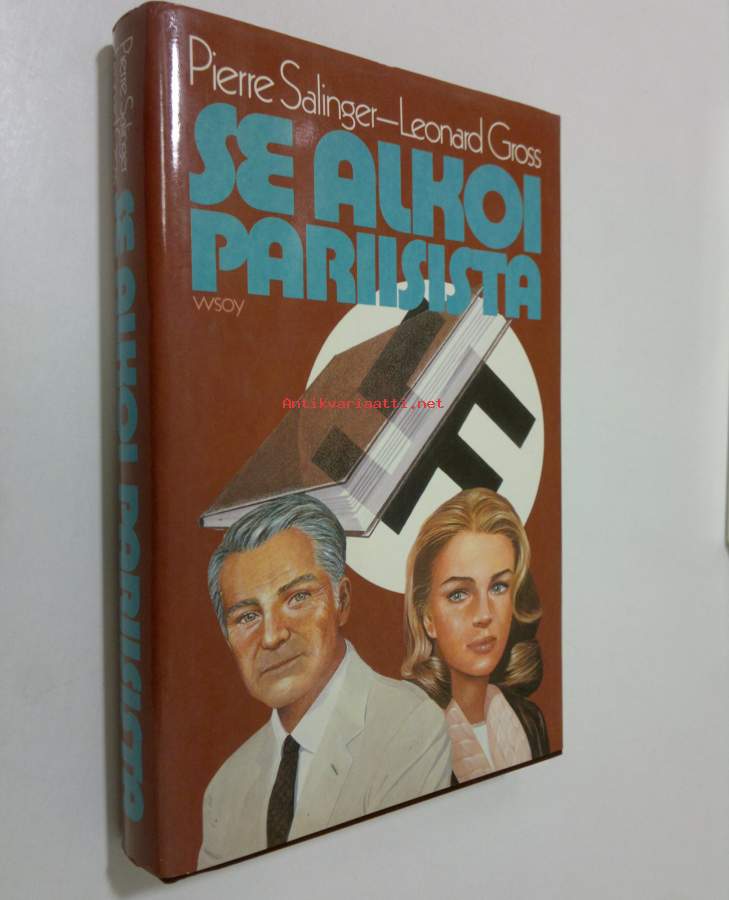 Pierre Salinger—Leonard Gross
SE ALKOI
PARIISISTA
wsoy
Antikvariaatti.net
Pierre Salinger
SE ALKOI PARIISISTA